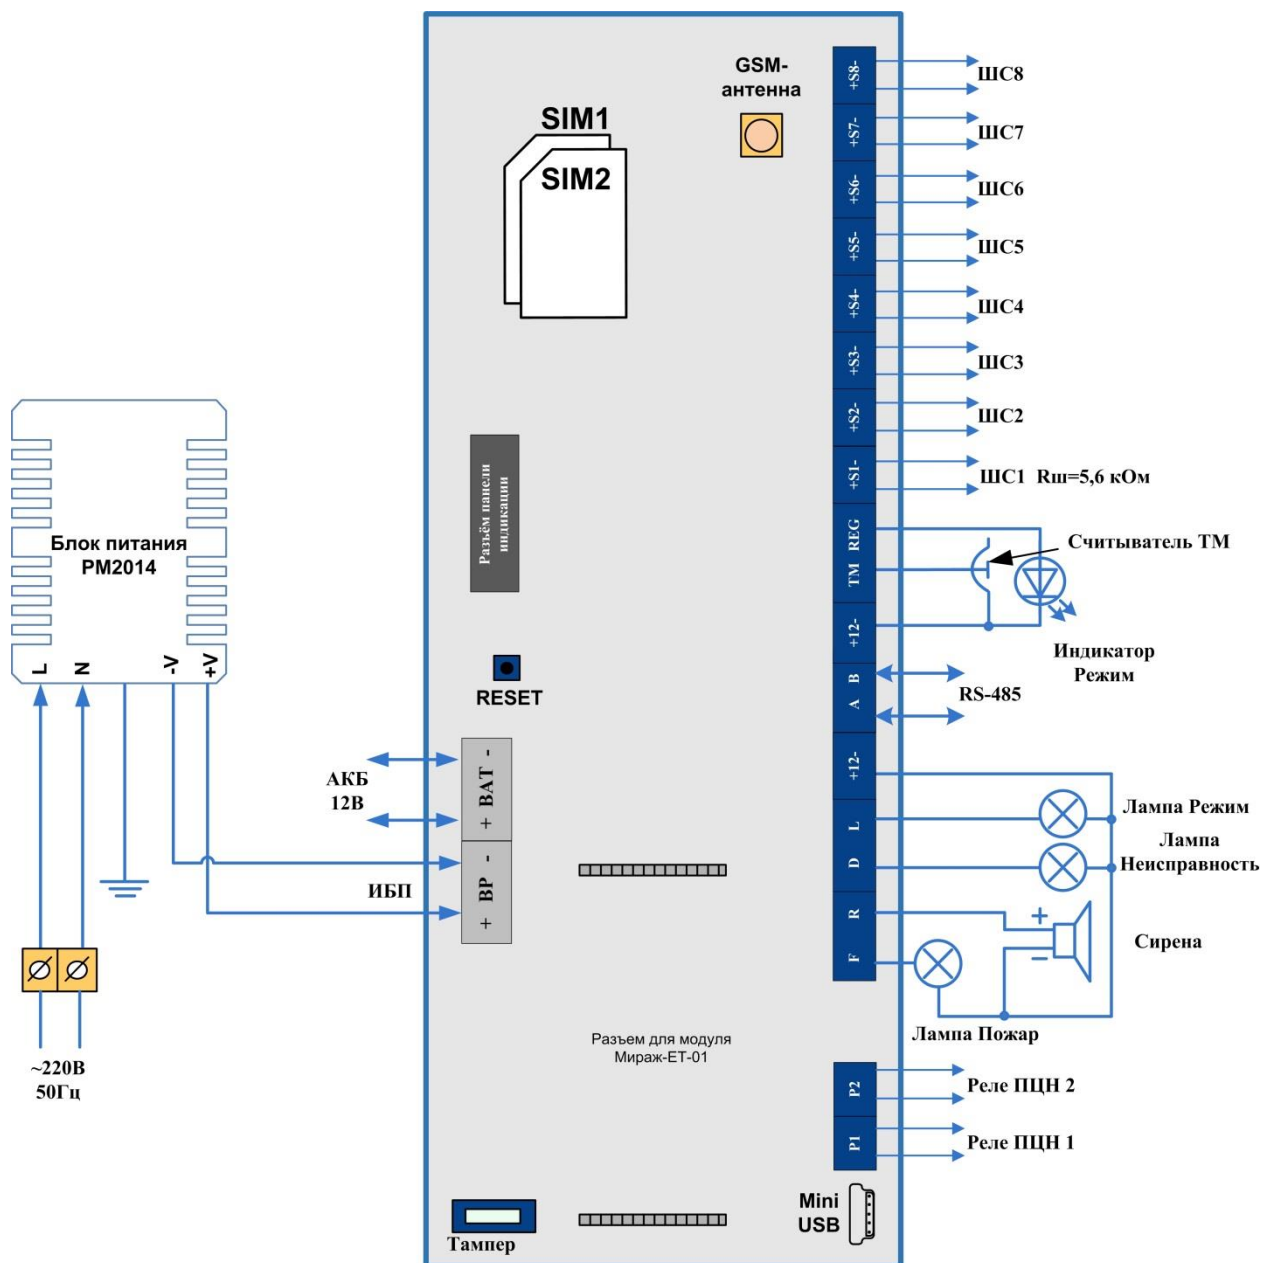 GSM-
антенна
SIM1
SIM2
+S8-
ШС8
+S7-
ШС7
+S6-
ШС6
+S5-
ШС5
+S4-
ШС4
+S3-
ШС3
+S2-
ШС2
+S1-
ШС1 Rш=5,6 кОм
REG
TM
Считыватель ТМ
+12-
Индикатор
Режим
B
A
RS-485
+12-
L
Лампа Режим
D
Лампа
Неисправность
R
+
–
Сирена
F
Лампа Пожар
Разъём панели
индикации
RESET
Блок питания
PM2014
L
N
-V
+V
АКБ
12В
+ BAT -
ИБП
+ BP -
~220В
50Гц
Разъем для модуля
Мираж-ЕТ-01
P2
Реле ПЦН 2
P1
Реле ПЦН 1
Mini
USB
Тампер